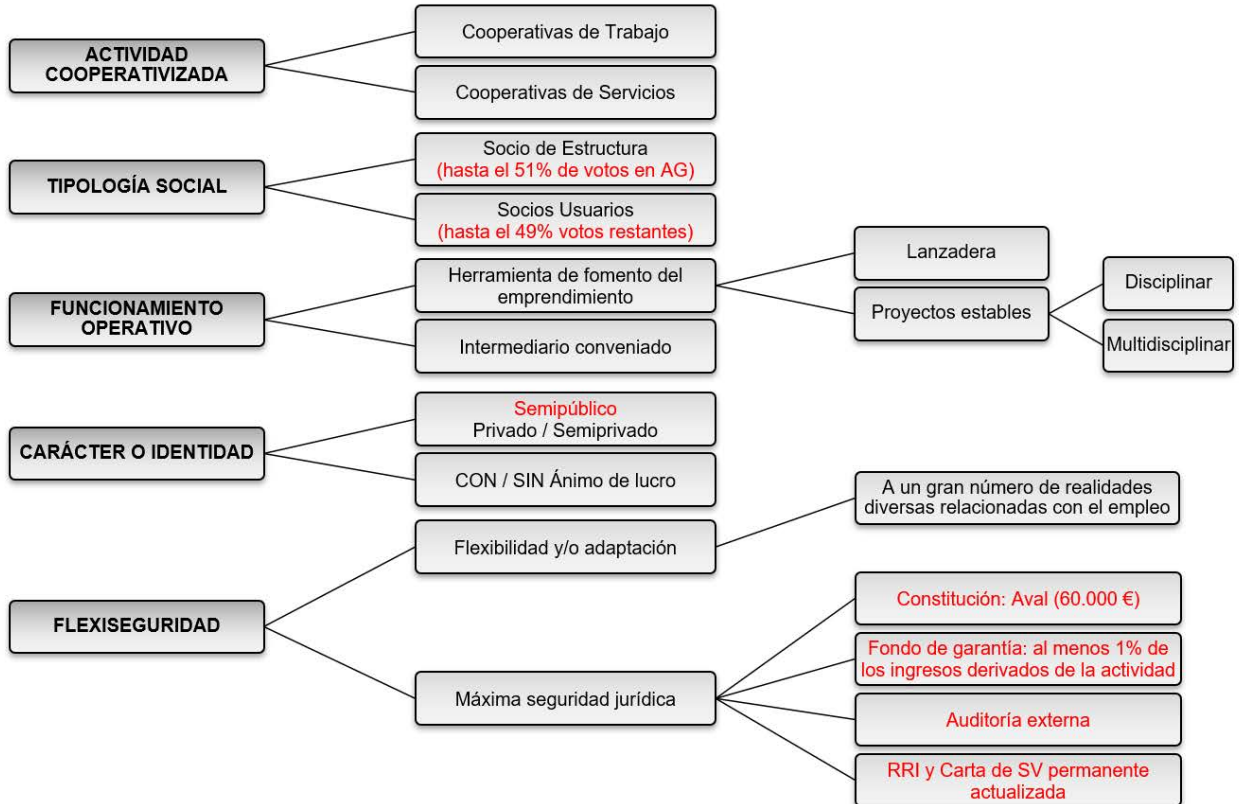 ACTIVIDAD
COOPERATIVIZADA
Cooperativas de Trabajo
Cooperativas de Servicios
TIPOLOGÍA SOCIAL
Socio de Estructura
(hasta el 51% de votos en AG)
Socios Usuarios
(hasta el 49% votos restantes)
FUNCIONAMIENTO
OPERATIVO
Herramienta de fomento del
emprendimiento
Lanzadera
Proyectos estables
Disciplinar
Multidisciplinar
Intermediario conveniado
CARÁCTER O IDENTIDAD
Semipúblico
Privado / Semiprivado
CON / SIN Ánimo de lucro
FLEXISEGURIDAD
Flexibilidad y/o adaptación
A un gran número de realidades
diversas relacionadas con el empleo
Máxima seguridad jurídica
Constitución: Aval (60.000 €)
Fondo de garantía: al menos 1% de
los ingresos derivados de la actividad
Auditoría externa
RRI y Carta de SV permanente
actualizada